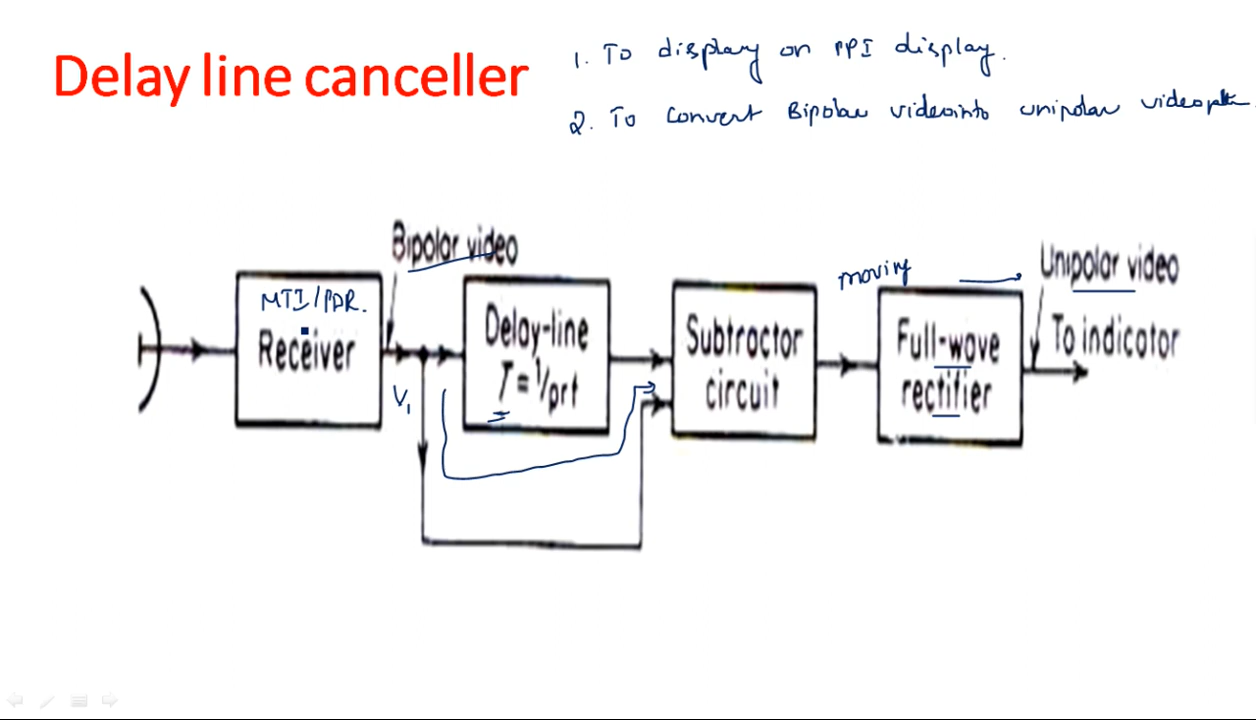 Delay line canceller
1. To display on PPI display.
2. To convert Bipolar video into unipolar video
Bipolar video
MTI/PDR.
Receiver
V1
Delay-line
T = 1/prf
Subtractor
circuit
moving
Full-wave
rectifier
Unipolar video
To indicator